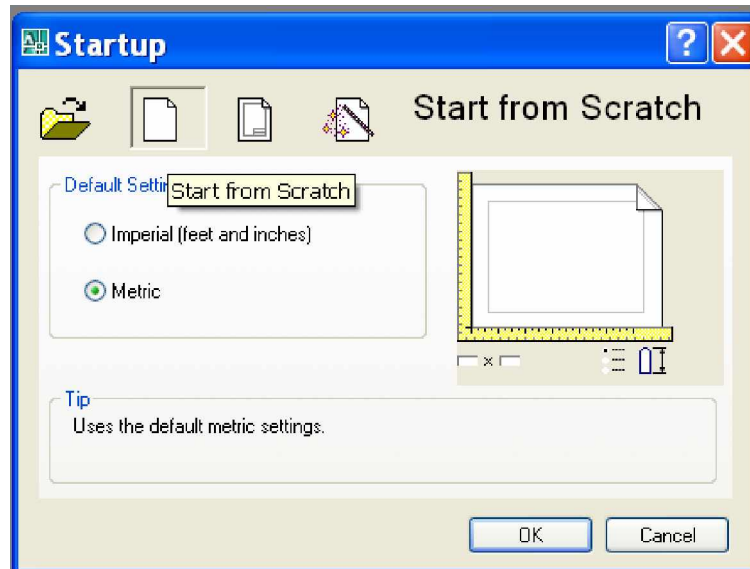 Startup
Start from Scratch
Default Setti
Start from Scratch
Imperial (feet and inches)
Metric
Tip
Uses the default metric settings.
OK
Cancel